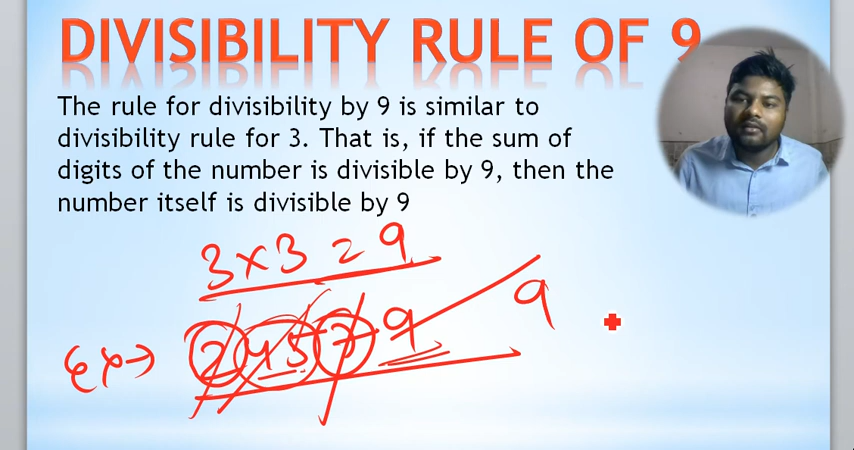 DIVISIBILITY RULE OF 9
The rule for divisibility by 9 is similar to
divisibility rule for 3. That is, if the sum of
digits of the number is divisible by 9, then the
number itself is divisible by 9
3 × 3 = 9
Ex→ 2 4 5 7 9 9